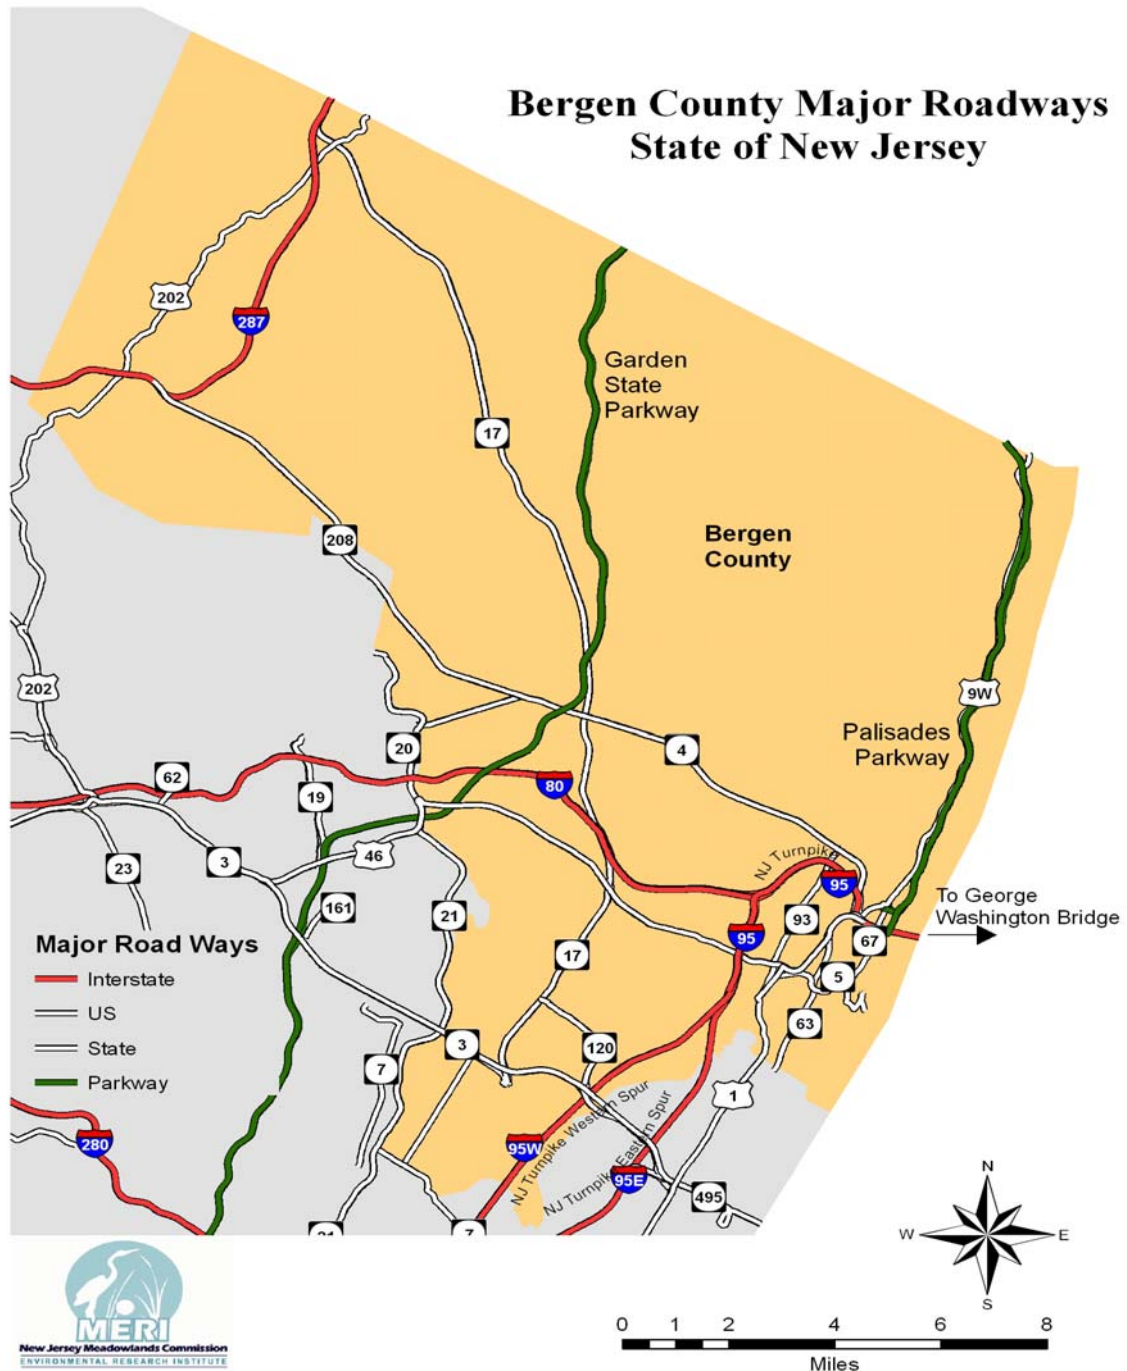 Bergen County Major Roadways
State of New Jersey
202
287
Garden
State
Parkway
17
208
Bergen
County
202
9W
Palisades
Parkway
20
4
62
80
19
3
46
23
NJ Turnpike
95
To George
Washington Bridge
161
21
93
95
67
17
5
Major Road Ways
Interstate
US
State
Parkway
63
3
120
7
1
NJ Turnpike Western Spur
NJ Turnpike Eastern Spur
280
95W
95E
495
21
7
N
W
E
S
0 2 4 6 8
Miles
MERI
New Jersey Meadowlands Commission
ENVIRONMENTAL RESEARCH INSTITUTE